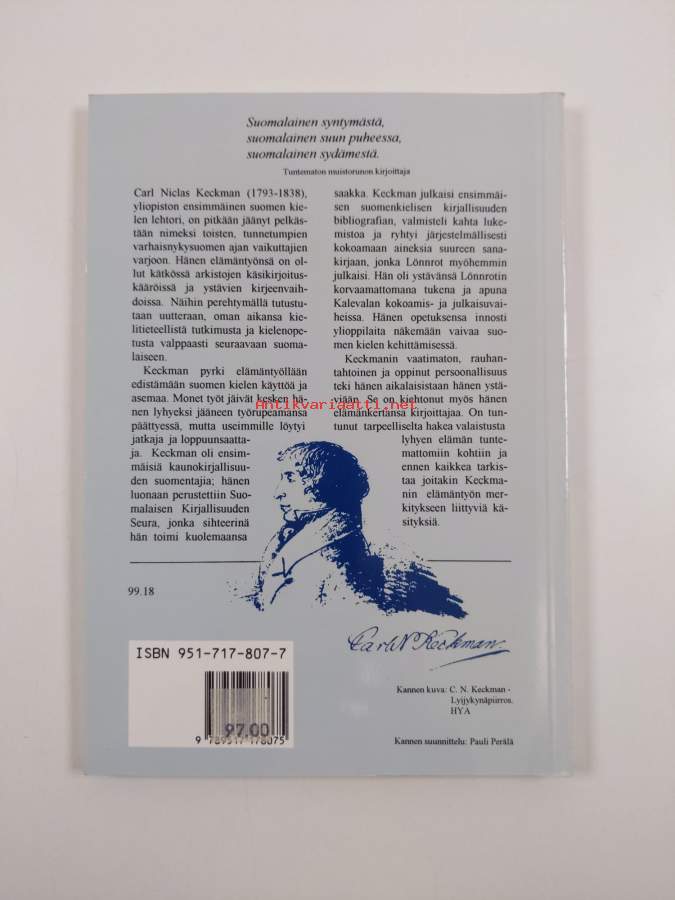 Suomalainen syntymästä,
suomalainen suun puheessa,
suomalainen sydämestä.
Tuntematon muistorunon kirjoittaja
Carl Niclas Keckman (1793-1838),
yliopiston ensimmäinen suomen kie-
len lehtori, on pitkään jäänyt pelkäs-
tään nimeksi toisten, tunnetumpien
varhaisnykysuomen ajan vaikuttajien
varjoon. Hänen elämäntyönsä on ol-
lut kätkössä arkistojen käsikirjoitus-
kääröissä ja ystävien kirjeenvaih-
doissa. Näihin perehtymällä tutustu-
taan uutteraan, oman aikansa kie-
litieteellistä tutkimusta ja kielenope-
tusta valppaasti seuraavaan suoma-
laiseen.
Keckman pyrki elämäntyöllään
edistämään suomen kielen käyttöä ja
asemaa. Monet työt jäivät kesken hä-
nen lyhyeksi jääneen työrupeamansa
päättyessä, mutta useimmille löytyi
jatkaja ja loppuunsaatta-
ja. Keckman oli ensim-
mäisiä kaunokirjallisuu-
den suomentajia; hänen
luonaan perustettiin Suo-
malaisen Kirjallisuuden
Seura, jonka sihteerinä
hän toimi kuolemaansa
saakka. Keckman julkaisi ensimmäi-
sen suomenkielisen kirjallisuuden
bibliografian, valmisteli kahta luke-
mistoa ja ryhtyi järjestelmällisesti
kokoamaan aineksia suureen sana-
kirjaan, jonka Lönnrot myöhemmin
julkaisi. Hän oli ystävänsä Lönnrotin
korvaamattomana tukena ja apuna
Kalevalan kokoamis- ja julkaisuvai-
heissa. Hänen opetuksensa innosti
ylioppilaita näkemään vaivaa suo-
men kielen kehittämisessä.
Keckmanin vaatimaton, rauhan-
tahtoinen ja oppinut persoonallisuus
teki hänen aikalaisistaan hänen ystä-
viään. Se on kiehtonut myös hänen
elämänkertansa kirjoittajaa. On tun-
tunut tarpeelliselta hakea valaistusta
lyhyen elämän tunte-
mattomiin kohtiin ja
ennen kaikkea tarkis-
taa joitakin Keckma-
nin elämäntyön mer-
kitykseen liittyviä kä-
sityksiä.
Antikvariaatti.net
99.18
Carl N Keckman
ISBN 951-717-807-7
97.00
9 789517 178075
Kannen kuva: C. N. Keckman -
Lyijykynäpiirros.
HYA
Kannen suunnittelu: Pauli Perälä